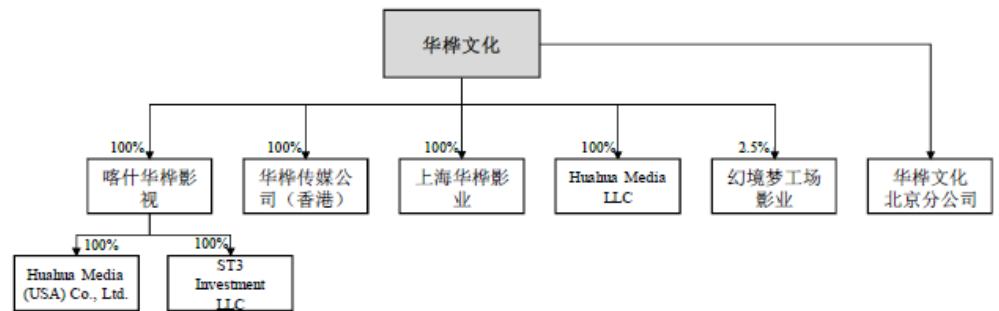 华桦文化
100%
100%
100%
100%
2.5%
喀什华桦影
视
华桦传媒公
司（香港）
上海华桦影
业
Huahua Media
LLC
幻境梦工场
影业
华桦文化
北京分公司
100%
100%
Huahua Media
(USA) Co., Ltd.
ST3
Investment
LLC